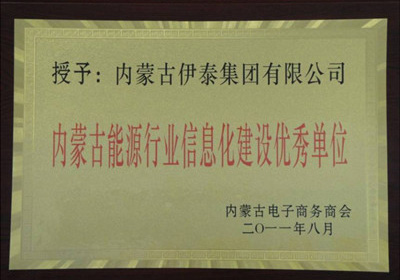 授予：内蒙古伊泰集团有限公司
内蒙古能源行业信息化建设优秀单位
内蒙古电子商务商会
二〇一一年八月